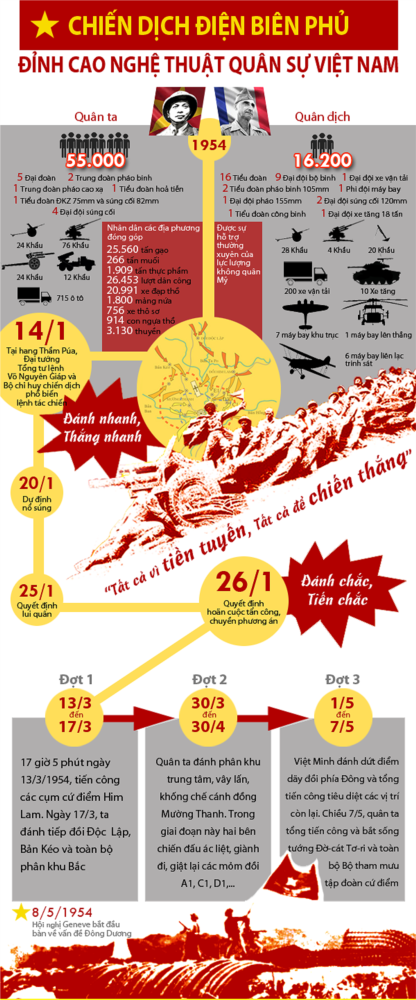 CHIẾN DỊCH ĐIỆN BIÊN PHỦ
ĐỈNH CAO NGHỆ THUẬT QUÂN SỰ VIỆT NAM
Quân ta
55.000
5 Đại đoàn 2 Trung đoàn pháo binh
1 Trung đoàn pháo cao xạ 1 Tiểu đoàn hoả tiễn
1 Tiểu đoàn ĐKZ 75mm và súng cối 82mm
4 Đại đội súng cối
24 Khẩu
76 Khẩu
24 Khẩu
12 Khẩu
715 ô tô
1954
Quân địch
16.200
16 Tiểu đoàn 9 Đại đội bộ binh 1 Đại đội xe vận tải
2 Tiểu đoàn pháo binh 105mm 1 Phi đội máy bay
1 Đại đội pháo 155mm 2 Đại đội súng cối 120mm
1 Tiểu đoàn công binh 1 Đại đội xe tăng 18 tấn
28 Khẩu
4 Khẩu
20 Khẩu
200 xe vận tải
10 Xe tăng
7 máy bay khu trục
1 máy bay lên thẳng
6 máy bay liên lạc
trinh sát
Nhân dân các địa phương
đóng góp
25.560 tấn gạo
266 tấn muối
1.909 tấn thực phẩm
26.453 lượt dân công
20.991 xe đạp thồ
1.800 mảng nứa
756 xe thồ sơ
914 con ngựa thồ
3,130 thuyền
Được sự
hỗ trợ
thường
xuyên của
lực lượng
không quân
Mỹ
14/1
Tại hang Thẩm Púa,
Đại tướng
Tổng tư lệnh
Võ Nguyên Giáp và
Bộ chỉ huy chiến dịch
phổ biến
lệnh tác chiến
Đánh nhanh,
Thắng nhanh
20/1
Dự định
nổ súng
"Tất cả vì tiền tuyến, Tất cả để chiến thắng"
25/1
Quyết định
lui quân
26/1
Quyết định
hoãn cuộc tấn công,
chuyển phương án
Đánh chắc,
Tiến chắc
Đợt 1
13/3
đến
17/3
17 giờ 5 phút ngày
13/3/1954, tiến công
các cụm cứ điểm Him
Lam. Ngày 17/3, ta
đánh tiếp đồi Độc Lập,
Bản Kéo và toàn bộ
phân khu Bắc
Đợt 2
30/3
đến
30/4
Quân ta đánh phân khu
trung tâm, vây lấn,
khống chế cánh đồng
Mường Thanh. Trong
giai đoạn này hai bên
chiến đấu ác liệt, giành
đi, giật lại các mỏm đồi
A1, C1, D1,...
Đợt 3
1/5
đến
7/5
Việt Minh đánh dứt điểm
dãy đồi phía Đông và tổng
tiến công tiêu diệt các vị trí
còn lại. Chiều 7/5, quân ta
tổng tiến công và bắt sống
tướng Đờ-cát Tơ-ri và toàn
bộ Bộ tham mưu
tập đoàn cứ điểm
8/5/1954
Hội nghị Geneve bắt đầu
bàn về vấn đề Đông Dương